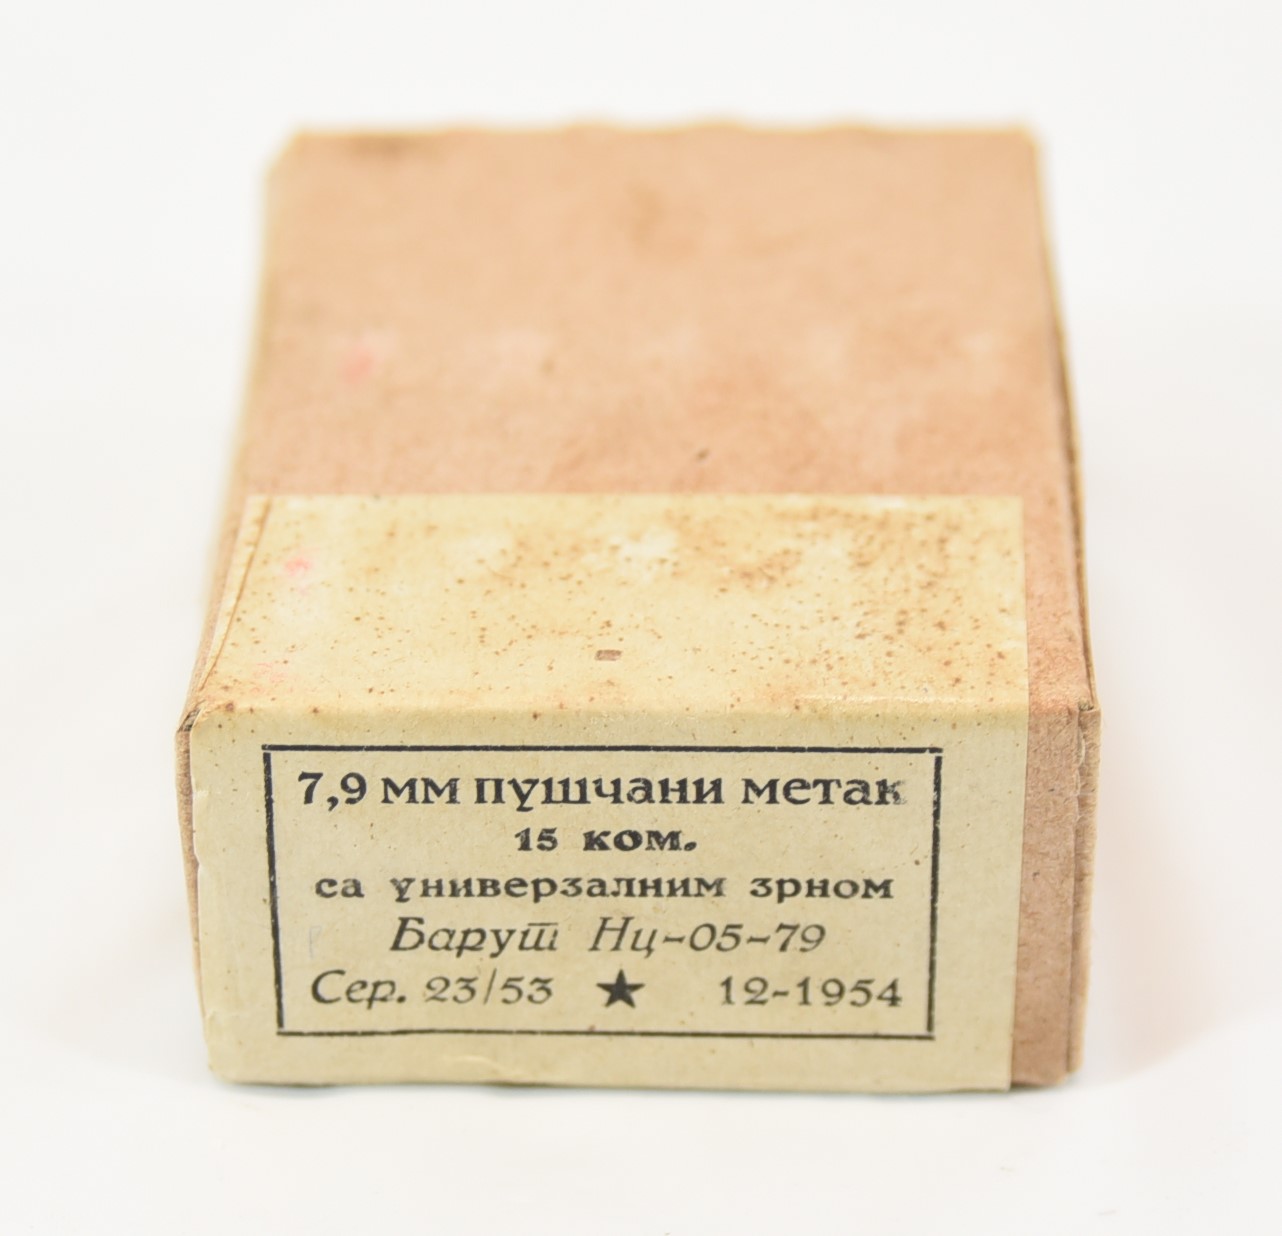 7,9 мм пушчани метак
15 ком.
са универзалним зрном
Барут Нц-05-79
Сер. 23/53 ★ 12-1954